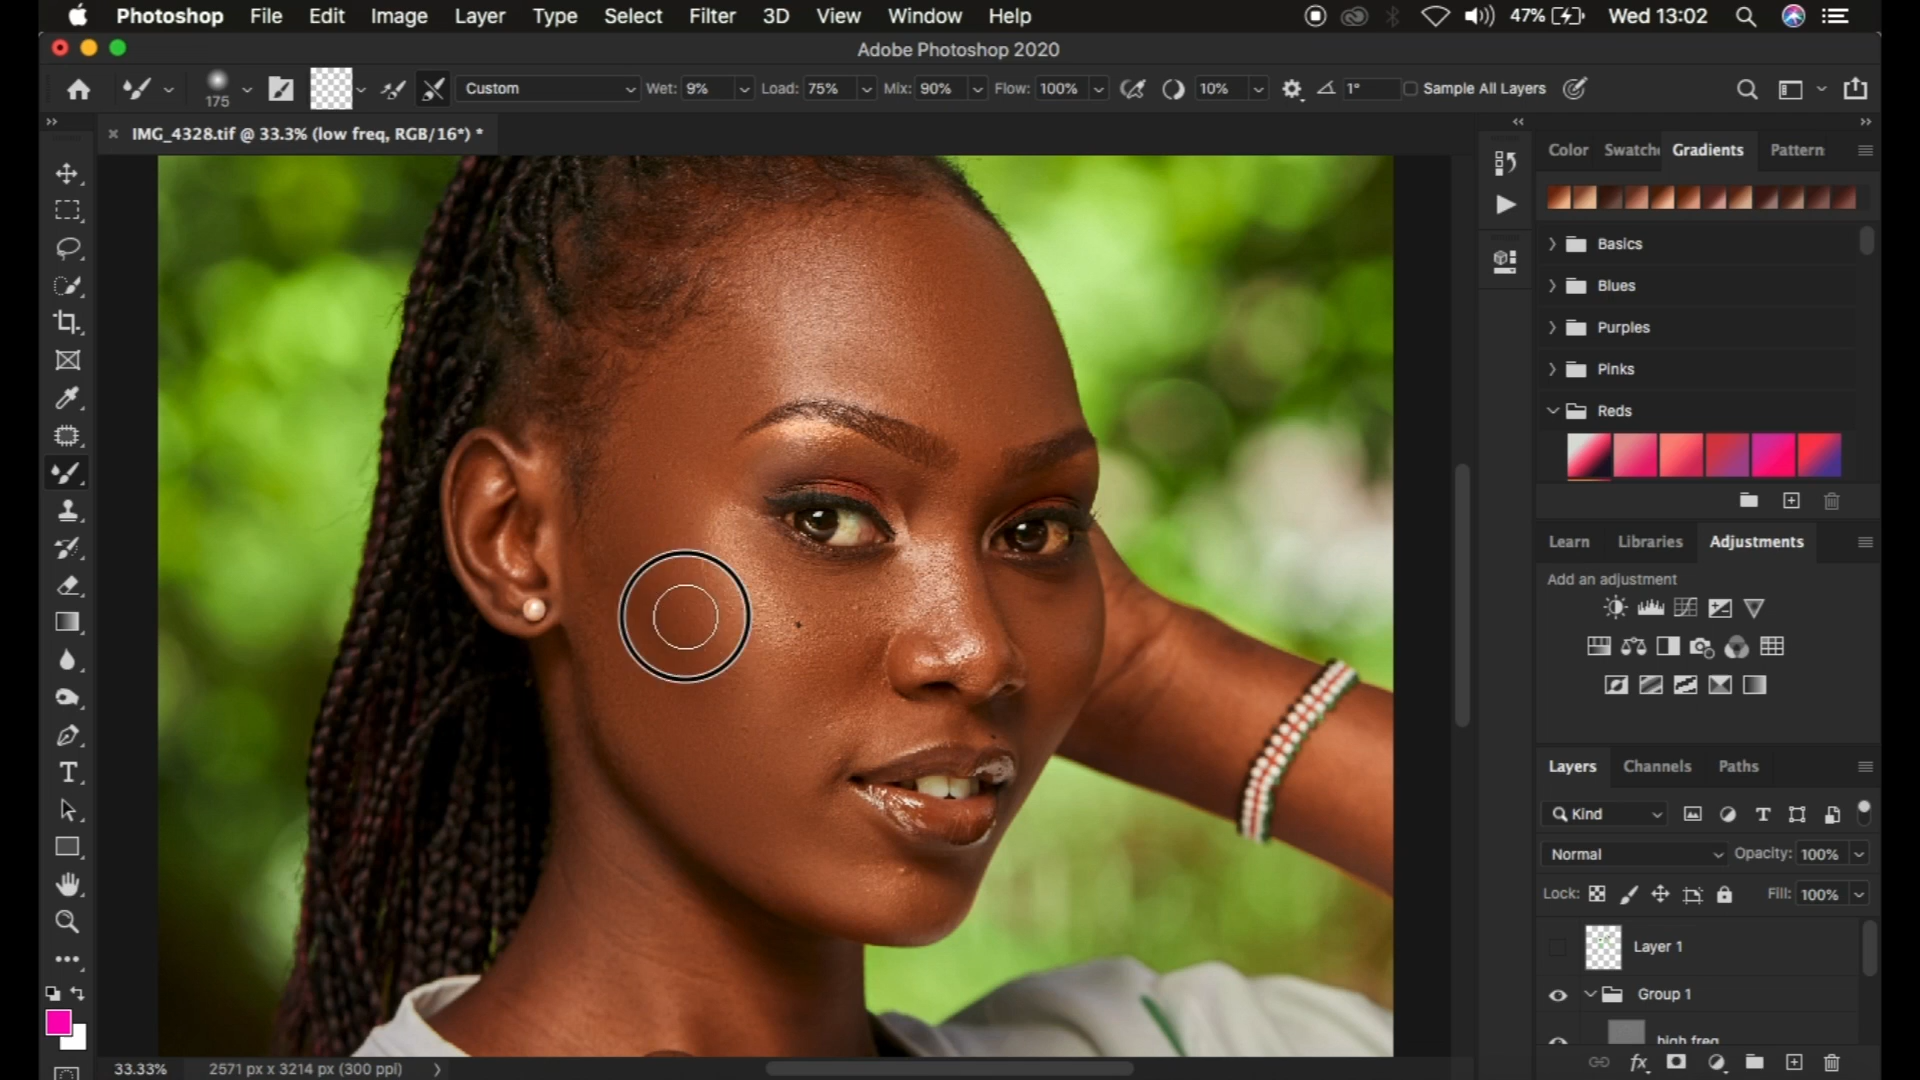 Photoshop File Edit Image Layer Type Select Filter 3D View Window Help 47% Wed 13:02
Adobe Photoshop 2020
175 Custom Wet: 9% Load: 75% Mix: 90% Flow: 100% 10% 1° Sample All Layers
IMG_4328.tif @ 33.3% (low freq, RGB/16*) *
Color Swatche Gradients Pattern
Basics
Blues
Purples
Pinks
Reds
Learn Libraries Adjustments
Add an adjustment
Layers Channels Paths
Kind
Normal Opacity: 100%
Lock: Fill: 100%
Layer 1
Group 1
high freq
33.33% 2571 px x 3214 px (300 ppi)